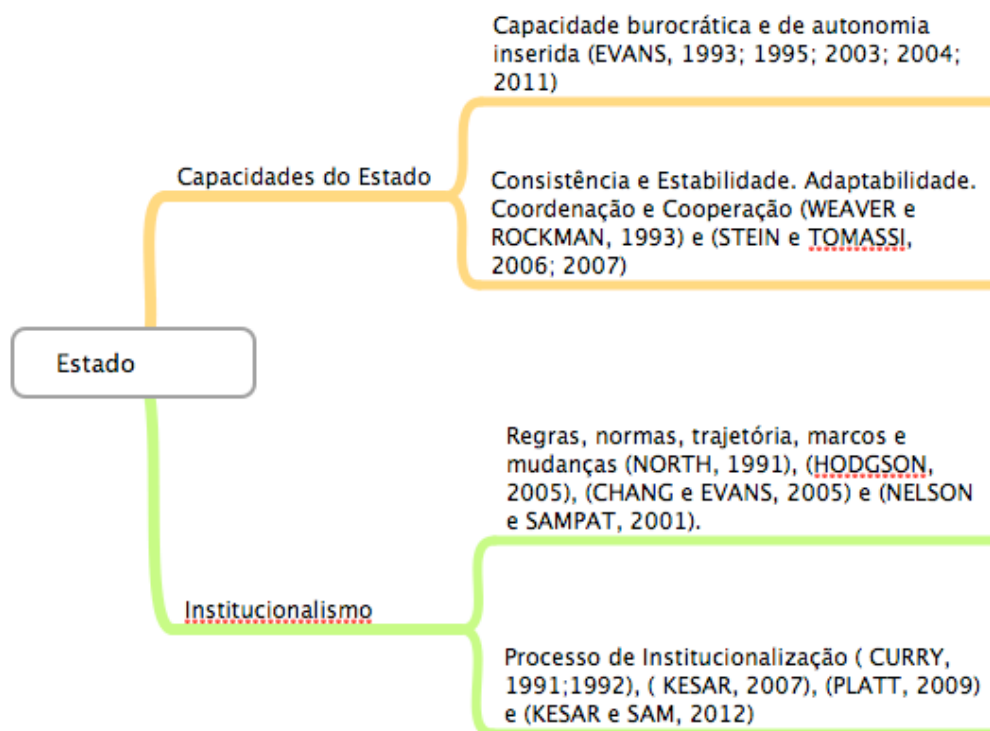 Capacidade burocrática e de autonomia
inserida (EVANS, 1993; 1995; 2003; 2004;
2011)
Capacidades do Estado
Consistência e Estabilidade. Adaptabilidade.
Coordenação e Cooperação (WEAVER e
ROCKMAN, 1993) e (STEIN e TOMASSI,
2006; 2007)
Estado
Regras, normas, trajetória, marcos e
mudanças (NORTH, 1991), (HODGSON,
2005), (CHANG e EVANS, 2005) e (NELSON
e SAMPAT, 2001).
Institucionalismo
Processo de Institucionalização ( CURRY,
1991;1992), ( KESAR, 2007), (PLATT, 2009)
e (KESAR e SAM, 2012)